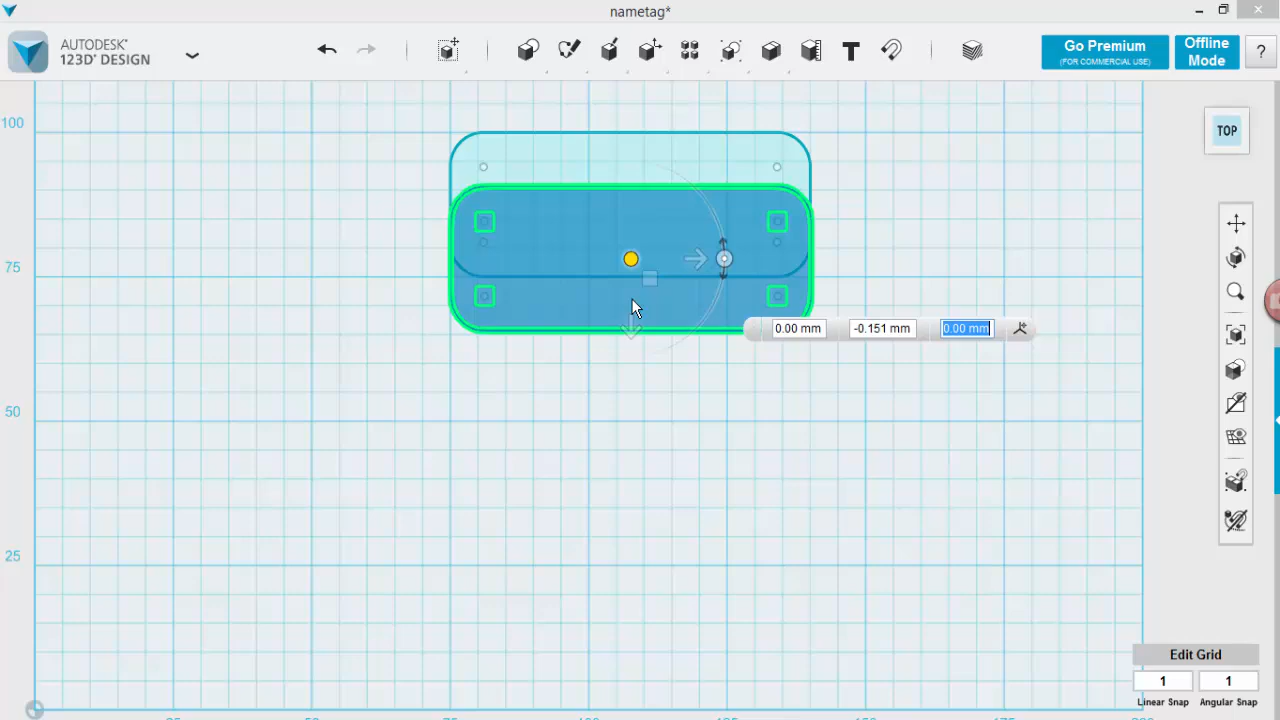 nametag*
AUTODESK®
123D® DESIGN
Go Premium
(FOR COMMERCIAL USE)
Offline
Mode
?
TOP
100
75
50
25
0.00 mm
-0.151 mm
0.00 mm
Edit Grid
1
1
Linear Snap
Angular Snap